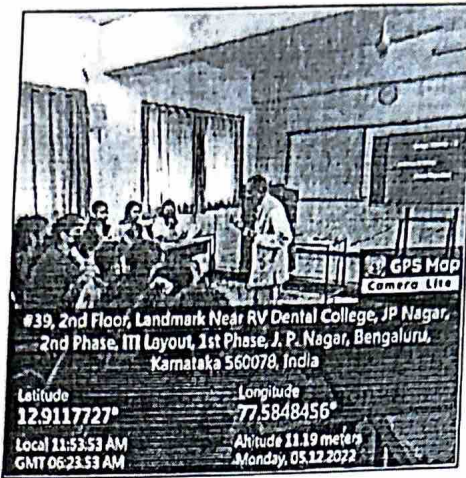 GPS Map
Camera Lite
#39, 2nd Floor, Landmark Near RV Dental College, JP Nagar,
2nd Phase, ITI Layout, 1st Phase, J. P. Nagar, Bengaluru,
Karnataka 560078, India
Latitude
12.9117727°
Longitude
77.5848456°
Local 11:53:53 AM
GMT 06:23:53 AM
Altitude 11.19 meters
Monday, 05.12.2022